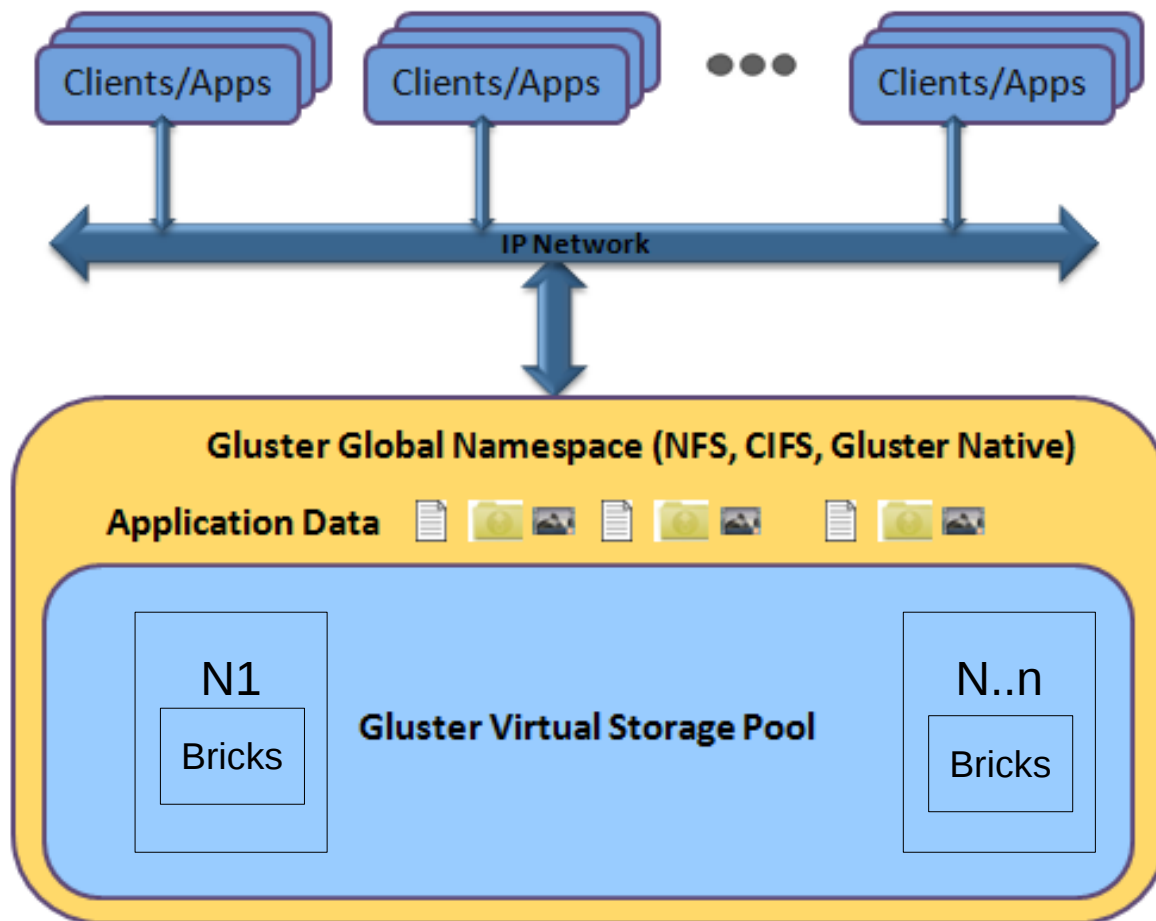 Clients/Apps
Clients/Apps
Clients/Apps
IP Network
Gluster Global Namespace (NFS, CIFS, Gluster Native)
Application Data
N1
Bricks
Gluster Virtual Storage Pool
N..n
Bricks